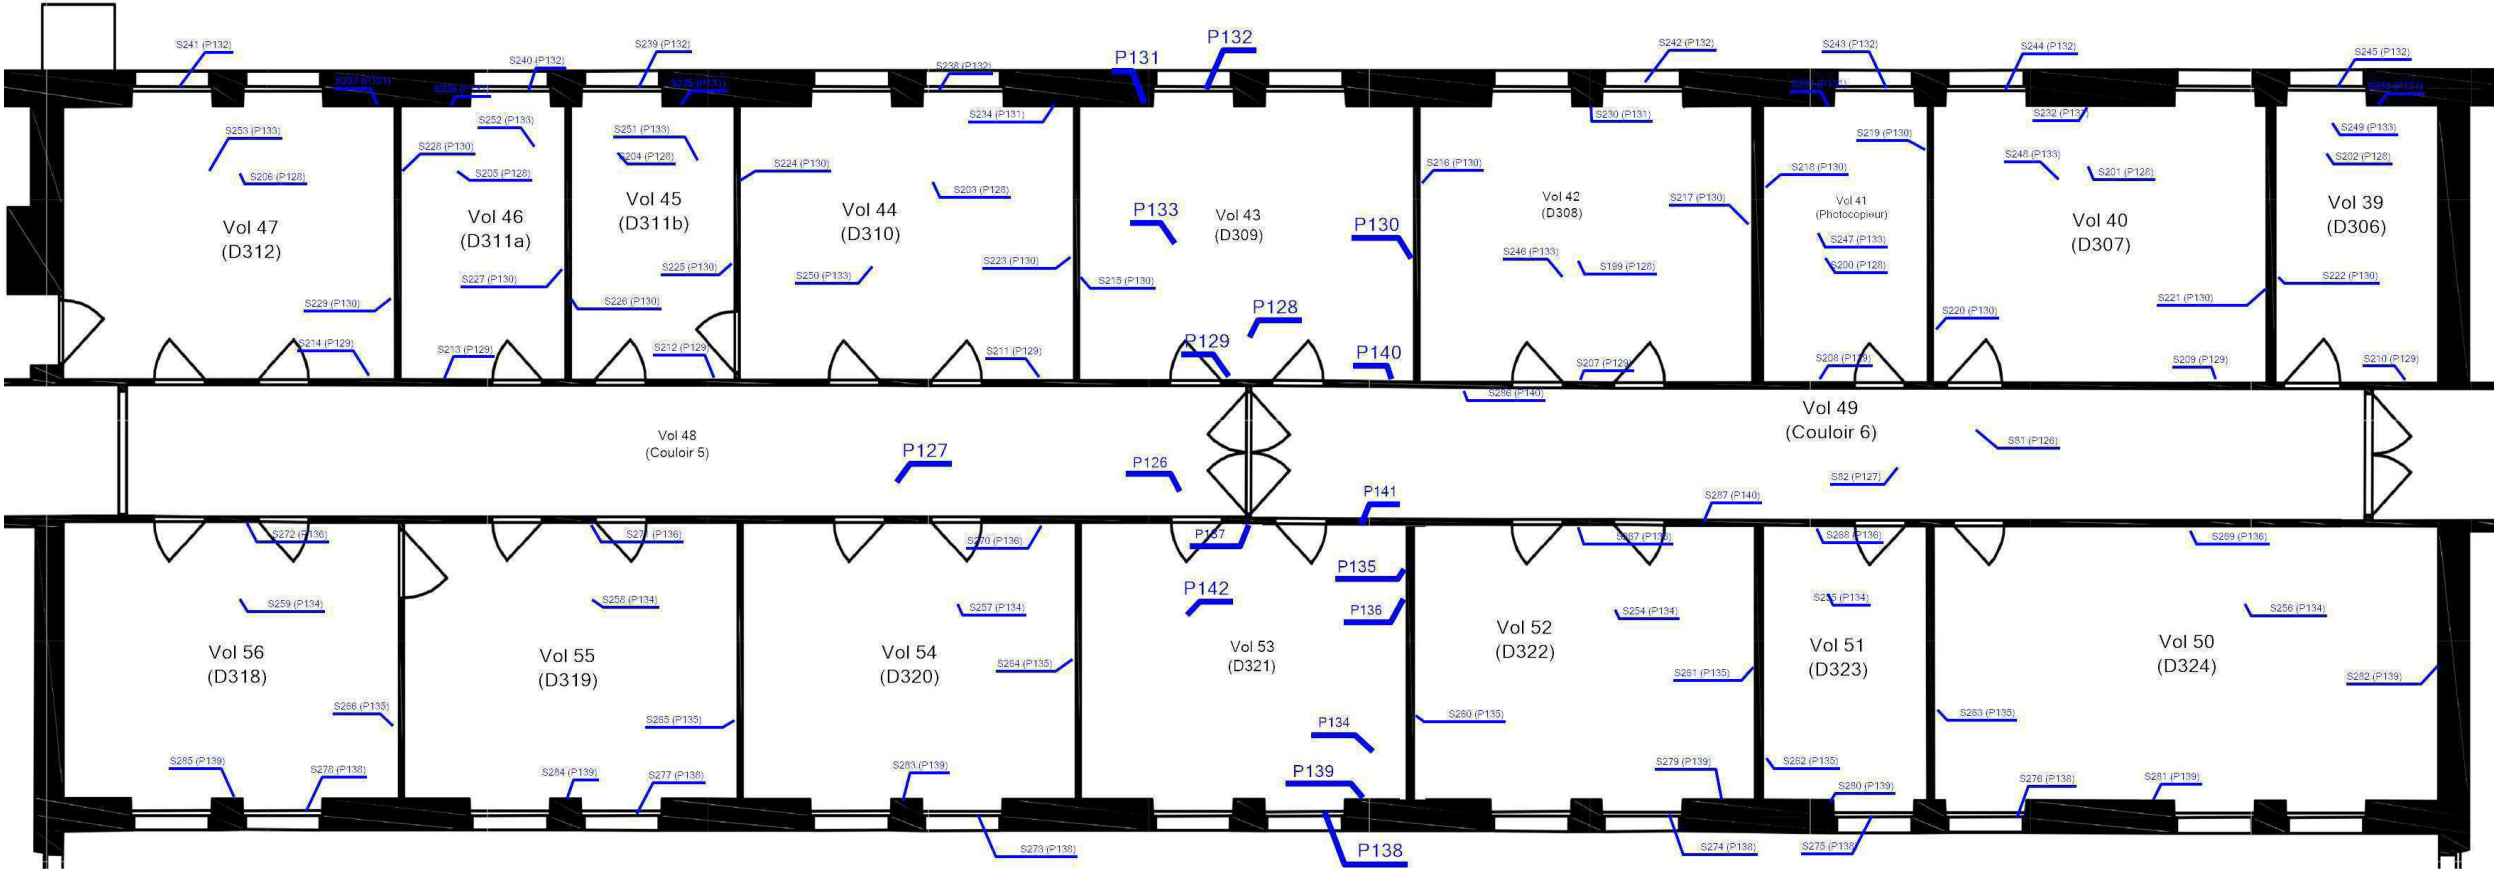 S241 (P132)
S240 (P132)
S239 (P132)
S238 (P132)
P131
P132
S242 (P132)
S243 (P132)
S244 (P132)
S245 (P132)
S237 (P131)
S234 (P131)
S230 (P131)
S232 (P131)
S253 (P133)
S252 (P133)
S251 (P133)
S249 (P133)
S219 (P130)
S228 (P130)
S204 (P128)
S224 (P130)
S216 (P130)
S218 (P130)
S248 (P133)
S202 (P128)
S206 (P128)
S205 (P128)
S203 (P128)
S201 (P128)
Vol 47
(D312)
Vol 46
(D311a)
Vol 45
(D311b)
Vol 44
(D310)
P133
Vol 43
(D309)
P130
Vol 42
(D308)
S217 (P130)
Vol 41
(Photocopieur)
Vol 40
(D307)
Vol 39
(D306)
S247 (P133)
S200 (P128)
S227 (P130)
S225 (P130)
S250 (P133)
S223 (P130)
S215 (P130)
S246 (P133)
S199 (P128)
S222 (P130)
S229 (P130)
S226 (P130)
P128
S220 (P130)
S221 (P130)
S214 (P129)
S213 (P129)
S212 (P129)
S211 (P129)
P129
P140
S207 (P129)
S208 (P129)
S209 (P129)
S210 (P129)
S286 (P140)
Vol 48
(Couloir 5)
P127
P126
Vol 49
(Couloir 6)
S81 (P126)
S82 (P127)
P141
S287 (P140)
S272 (P136)
S271 (P136)
S270 (P136)
P137
S268 (P136)
S269 (P136)
P135
S259 (P134)
S258 (P134)
S257 (P134)
P142
P136
S254 (P134)
S256 (P134)
Vol 56
(D318)
Vol 55
(D319)
Vol 54
(D320)
Vol 53
(D321)
Vol 52
(D322)
Vol 51
(D323)
Vol 50
(D324)
S264 (P135)
S261 (P135)
S282 (P139)
S266 (P135)
S265 (P135)
P134
S260 (P135)
S263 (P135)
S285 (P139)
S278 (P138)
S284 (P139)
S277 (P138)
S283 (P139)
P139
S279 (P139)
S262 (P135)
S280 (P139)
S276 (P138)
S281 (P139)
S273 (P138)
P138
S274 (P138)
S275 (P138)